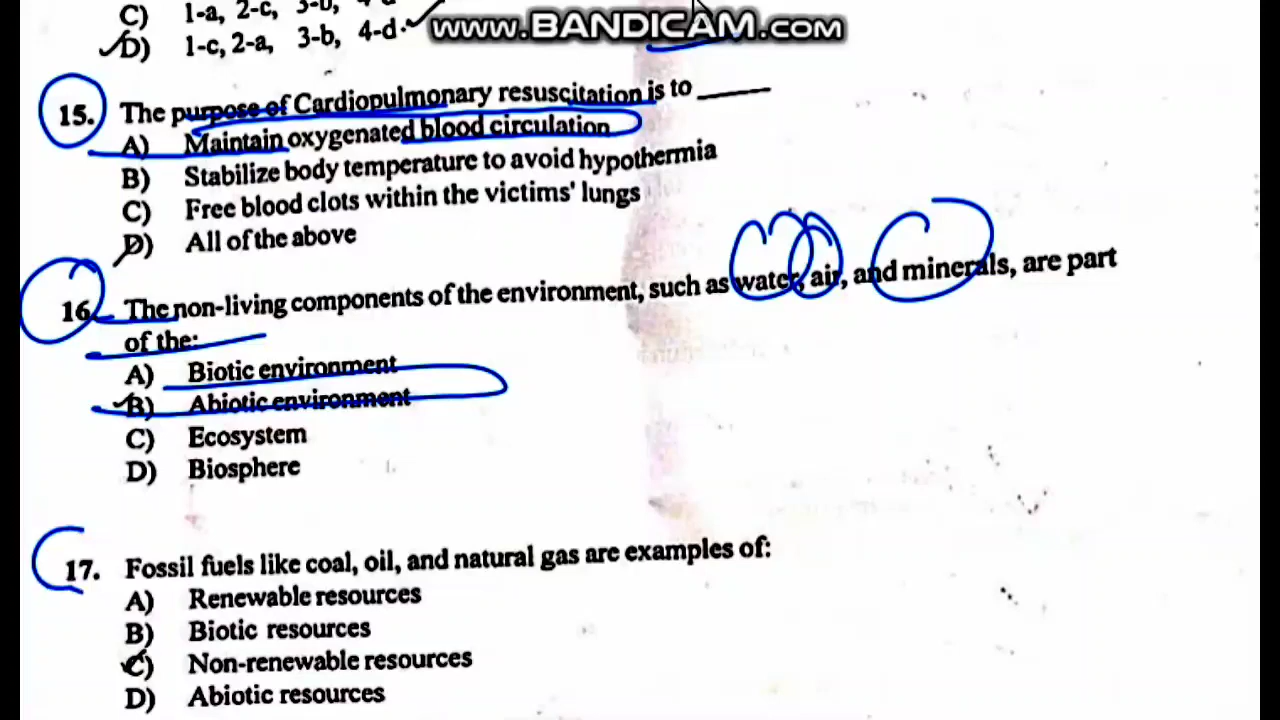 C) 1-a, 2-c, 3-b,
www.BANDICAM.com
D) 1-c, 2-a, 3-b, 4-d
15. The purpose of Cardiopulmonary resuscitation is to ______
A) Maintain oxygenated blood circulation
B) Stabilize body temperature to avoid hypothermia
C) Free blood clots within the victims' lungs
D) All of the above
16. The non-living components of the environment, such as water, air, and minerals, are part
of the:
A) Biotic environment
B) Abiotic environment
C) Ecosystem
D) Biosphere
17. Fossil fuels like coal, oil, and natural gas are examples of:
A) Renewable resources
B) Biotic resources
C) Non-renewable resources
D) Abiotic resources